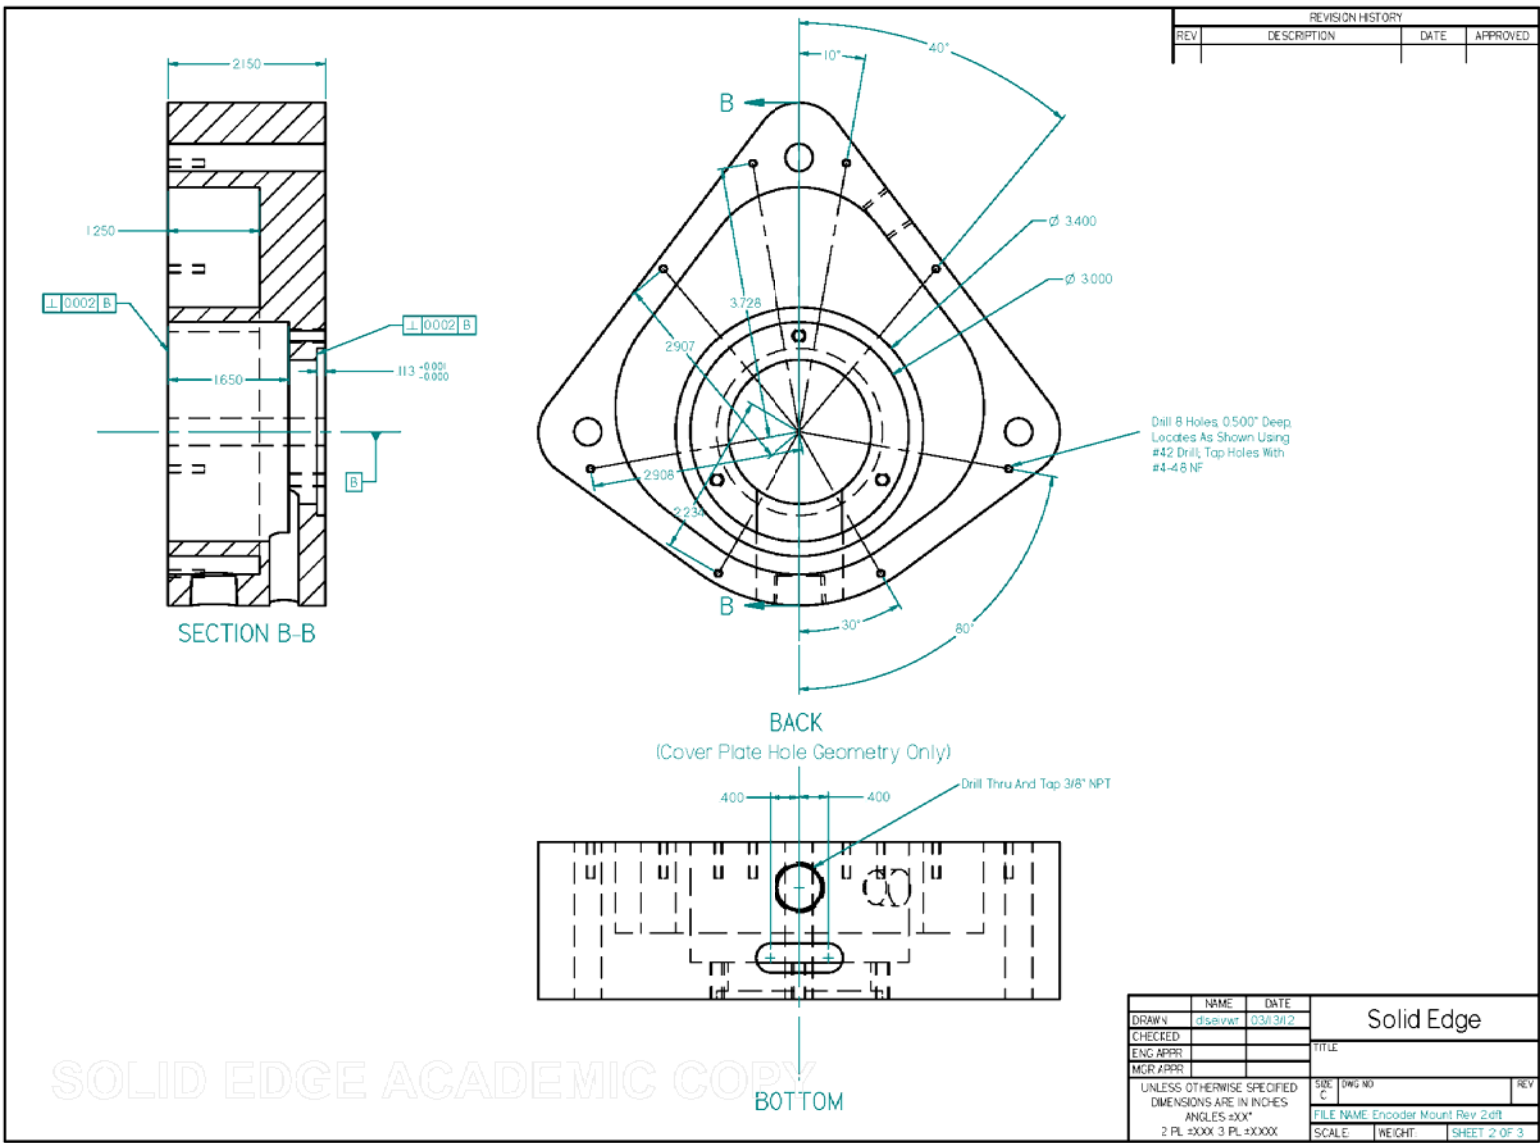 REVISION HISTORY
REV DESCRIPTION DATE APPROVED
2.150
40°
10°
B
1.250
Ø 3.400
Ø 3.000
⊥ 0.002 B
⊥ 0.002 B
3.728
2.907
1.650
.113 +0.001 -0.000
Drill 8 Holes, 0.500" Deep,
Locates As Shown Using
#42 Drill; Tap Holes With
#4-48 NF
B
2.908
2.234
B
30°
80°
SECTION B-B
BACK
(Cover Plate Hole Geometry Only)
.400 .400
Drill Thru And Tap 3/8" NPT
BOTTOM
SOLID EDGE ACADEMIC COPY
NAME DATE
DRAWN 03/13/12
CHECKED
ENG APPR
MGR APPR
Solid Edge
TITLE
UNLESS OTHERWISE SPECIFIED
DIMENSIONS ARE IN INCHES
ANGLES ±XX°
2 PL ±XXX 3 PL ±XXXX
SIZE DWG NO REV
C
FILE NAME: Encoder Mount Rev 2.dft
SCALE: WEIGHT: SHEET 2 OF 3